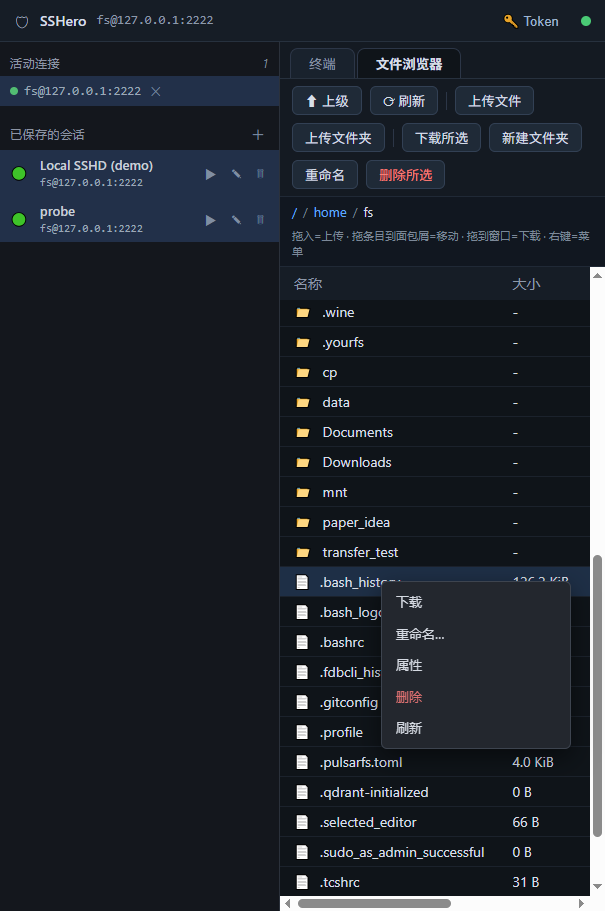 SSHero fs@127.0.0.1:2222 Token
活动连接 1
fs@127.0.0.1:2222
已保存的会话
Local SSHD (demo)
fs@127.0.0.1:2222
probe
fs@127.0.0.1:2222
终端 文件浏览器
上级 刷新 上传文件
上传文件夹 下载所选 新建文件夹
重命名 删除所选
/ / home / fs
拖入=上传 · 拖条目到面包屑=移动 · 拖到窗口=下载 · 右键=菜
单
名称 大小
.wine -
.yourfs -
cp -
data -
Documents -
Downloads -
mnt -
paper_idea -
transfer_test -
.bash_history 126.2 KiB
.bash_logo
.bashrc
.fdbcli_his
.gitconfig
.profile
.pulsarfs.toml 4.0 KiB
.qdrant-initialized 0 B
.selected_editor 66 B
.sudo_as_admin_successful 0 B
.tcshrc 31 B
下载
重命名...
属性
删除
刷新